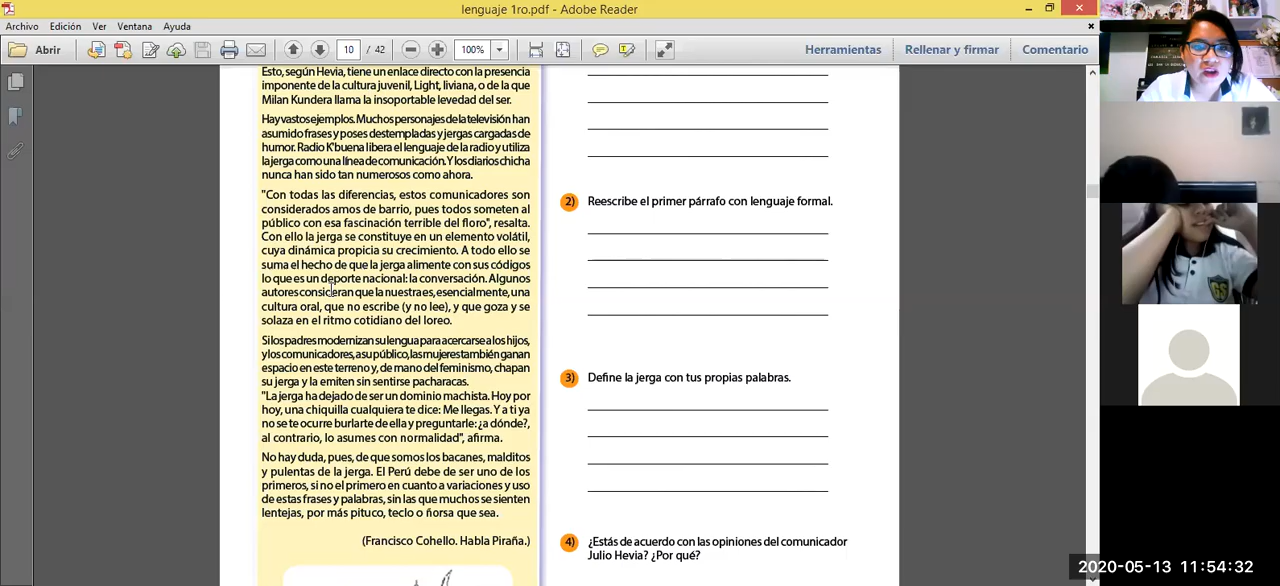 lenguaje 1ro.pdf - Adobe Reader
Archivo Edición Ver Ventana Ayuda
Abrir 10 / 42 100% Herramientas Rellenar y firmar Comentario
Esto, según Hevia, tiene un enlace directo con la presencia
imponente de la cultura juvenil, Light, liviana, o de la que
Milan Kundera llama la insoportable levedad del ser.
Hay vastos ejemplos. Muchos personajes de la televisión han
asumido frases y poses destempladas y jergas cargadas de
humor. Radio K'buena libera el lenguaje de la radio y utiliza
la jerga como una línea de comunicación. Y los diarios chicha
nunca han sido tan numerosos como ahora.
"Con todas las diferencias, estos comunicadores son
considerados amos de barrio, pues todos someten al
público con esa fascinación terrible del floro", resalta.
Con ello la jerga se constituye en un elemento volátil,
cuya dinámica propicia su crecimiento. A todo ello se
suma el hecho de que la jerga alimente con sus códigos
lo que es un deporte nacional: la conversación. Algunos
autores consideran que la nuestra es, esencialmente, una
cultura oral, que no escribe (y no lee), y que goza y se
solaza en el ritmo cotidiano del loreo.
Si los padres modernizan su lengua para acercarse a los hijos,
y los comunicadores, a su público, las mujeres también ganan
espacio en este terreno y, de mano del feminismo, chapan
su jerga y la emiten sin sentirse pacharacas.
"La jerga ha dejado de ser un dominio machista. Hoy por
hoy, una chiquilla cualquiera te dice: Me llegas. Y a ti ya
no se te ocurre burlarte de ella y preguntarle: ¿a dónde?,
al contrario, lo asumes con normalidad", afirma.
No hay duda, pues, de que somos los bacanes, malditos
y pulentas de la jerga. El Perú debe de ser uno de los
primeros, si no el primero en cuanto a variaciones y uso
de estas frases y palabras, sin las que muchos se sienten
lentejas, por más pituco, teclo o ñorsa que sea.
(Francisco Cohello. Habla Piraña.)
2) Reescribe el primer párrafo con lenguaje formal.
3) Define la jerga con tus propias palabras.
4) ¿Estás de acuerdo con las opiniones del comunicador
Julio Hevia? ¿Por qué?
GS
2020-05-13 11:54:32